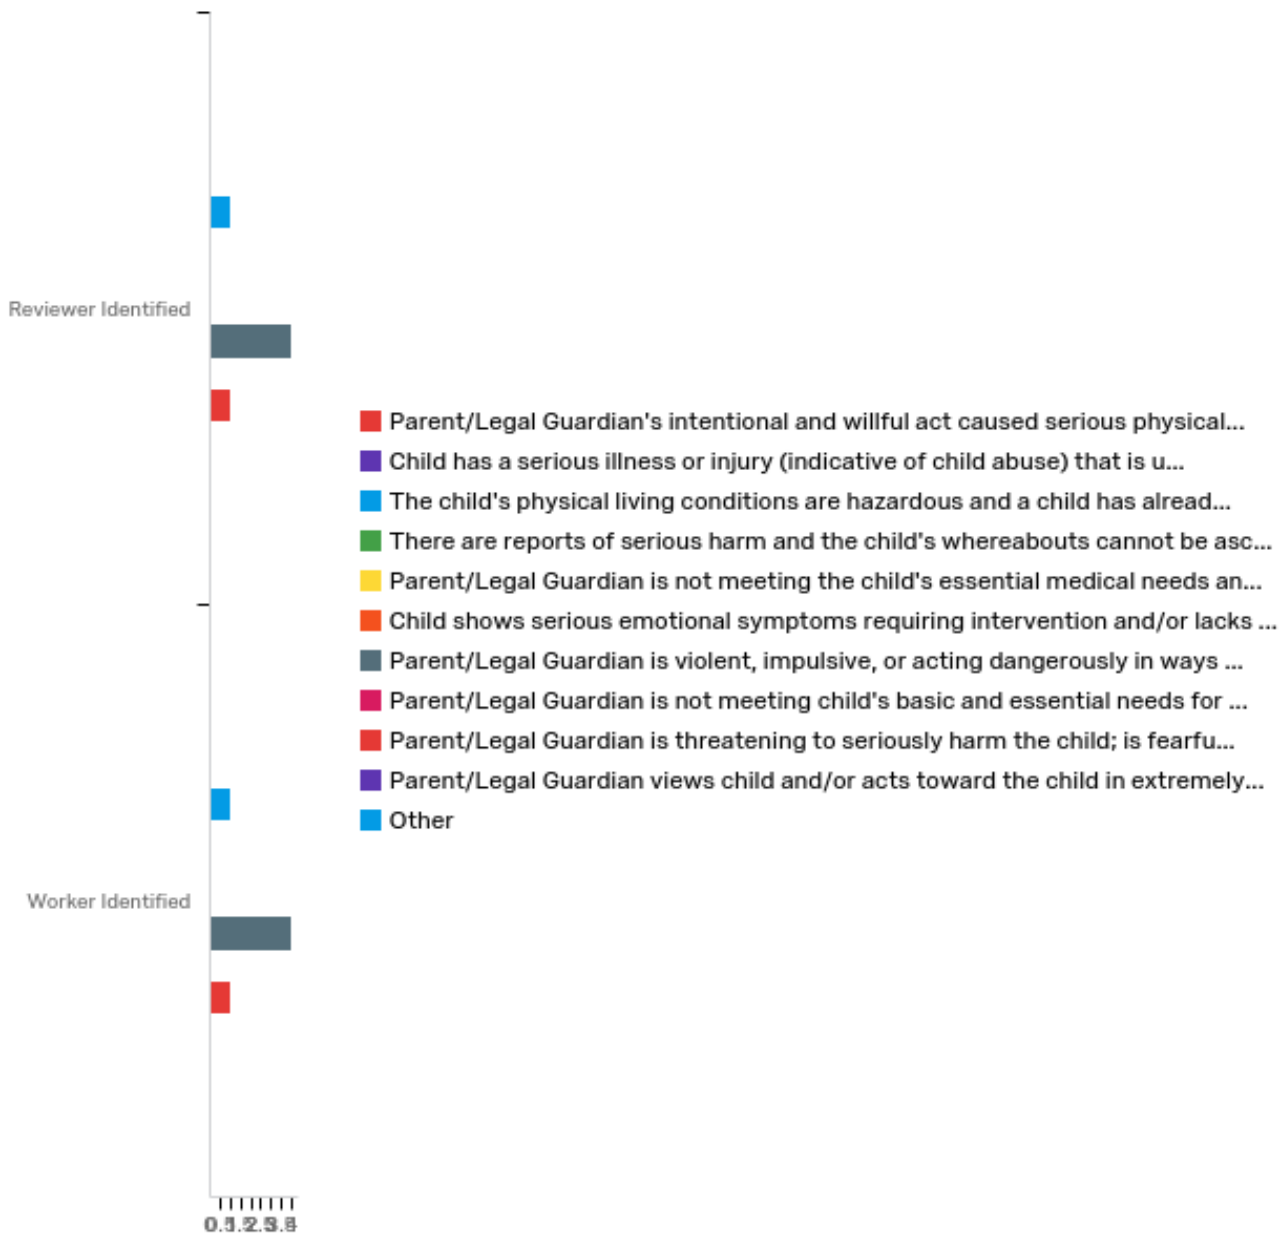 Reviewer Identified
Parent/Legal Guardian's intentional and willful act caused serious physical...
Child has a serious illness or injury (indicative of child abuse) that is u...
The child's physical living conditions are hazardous and a child has alread...
There are reports of serious harm and the child's whereabouts cannot be asc...
Parent/Legal Guardian is not meeting the child's essential medical needs an...
Child shows serious emotional symptoms requiring intervention and/or lacks ...
Parent/Legal Guardian is violent, impulsive, or acting dangerously in ways ...
Parent/Legal Guardian is not meeting child's basic and essential needs for ...
Parent/Legal Guardian is threatening to seriously harm the child; is fearfu...
Parent/Legal Guardian views child and/or acts toward the child in extremely...
Other
Worker Identified